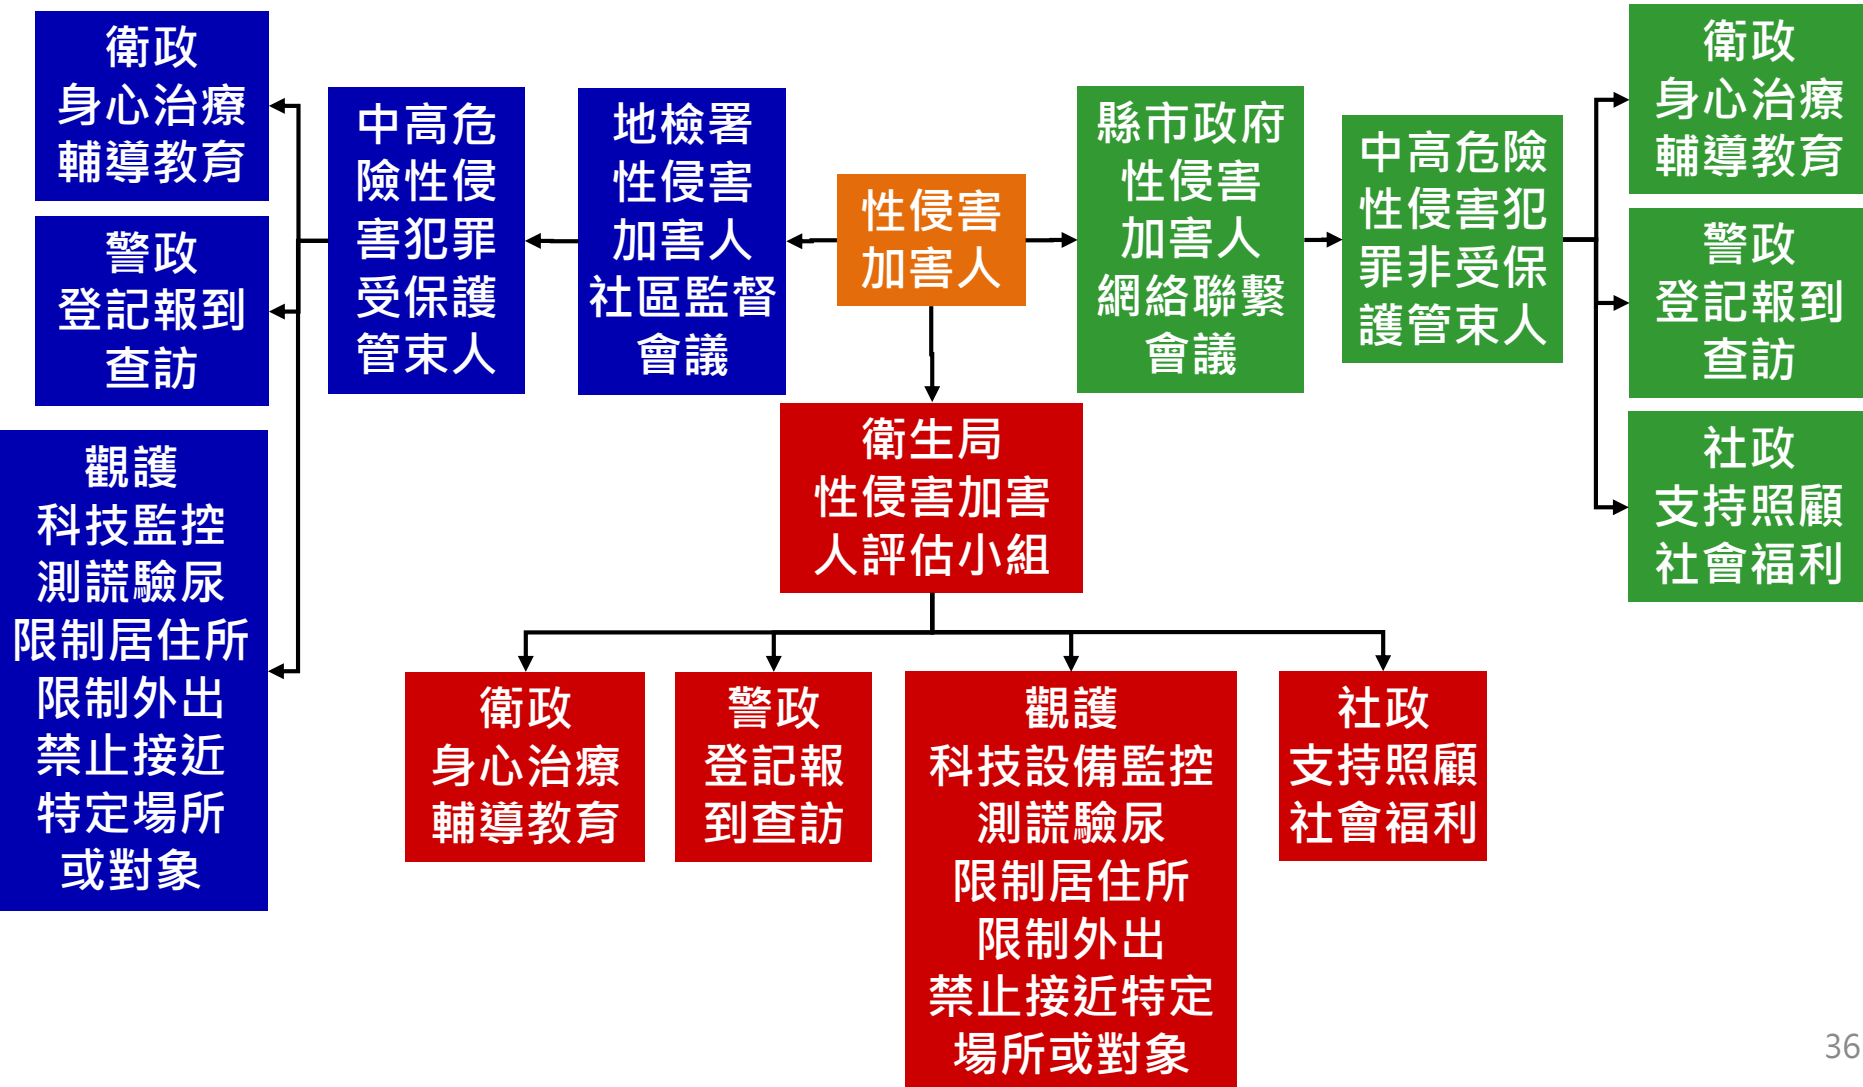 衛政
身心治療
輔導教育
警政
登記報到
查訪
觀護
科技監控
測謊驗尿
限制居住所
限制外出
禁止接近
特定場所
或對象
中高危
險性侵
害犯罪
受保護
管束人
地檢署
性侵害
加害人
社區監督
會議
性侵害
加害人
縣市政府
性侵害
加害人
網絡聯繫
會議
中高危險
性侵害犯
罪非受保
護管束人
衛政
身心治療
輔導教育
警政
登記報到
查訪
社政
支持照顧
社會福利
衛生局
性侵害加害
人評估小組
衛政
身心治療
輔導教育
警政
登記報
到查訪
觀護
科技設備監控
測謊驗尿
限制居住所
限制外出
禁止接近特定
場所或對象
社政
支持照顧
社會福利
36